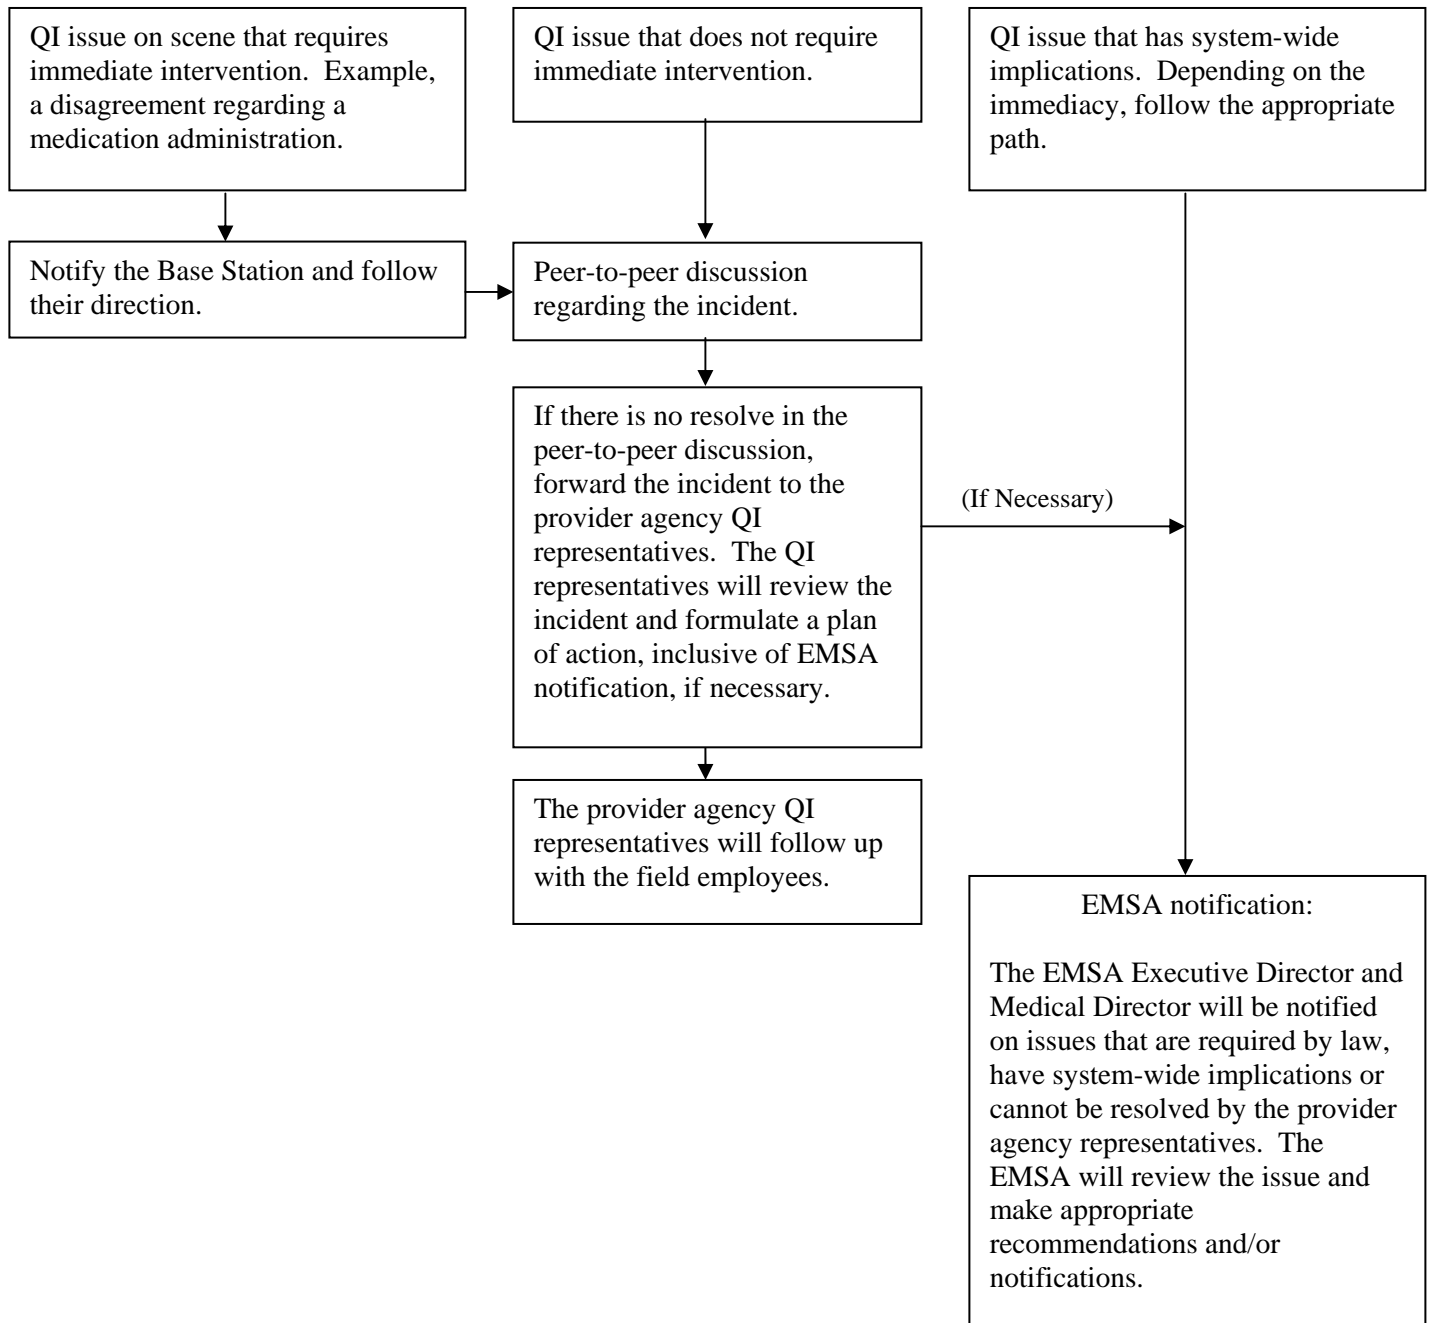 QI issue on scene that requires
immediate intervention.  Example,
a disagreement regarding a
medication administration.
QI issue that does not require
immediate intervention.
QI issue that has system-wide
implications.  Depending on the
immediacy, follow the appropriate
path.
Notify the Base Station and follow
their direction.
Peer-to-peer discussion
regarding the incident.
If there is no resolve in the
peer-to-peer discussion,
forward the incident to the
provider agency QI
representatives.  The QI
representatives will review the
incident and formulate a plan
of action, inclusive of EMSA
notification, if necessary.
(If Necessary)
The provider agency QI
representatives will follow up
with the field employees.
EMSA notification:
The EMSA Executive Director and
Medical Director will be notified
on issues that are required by law,
have system-wide implications or
cannot be resolved by the provider
agency representatives.  The
EMSA will review the issue and
make appropriate
recommendations and/or
notifications.